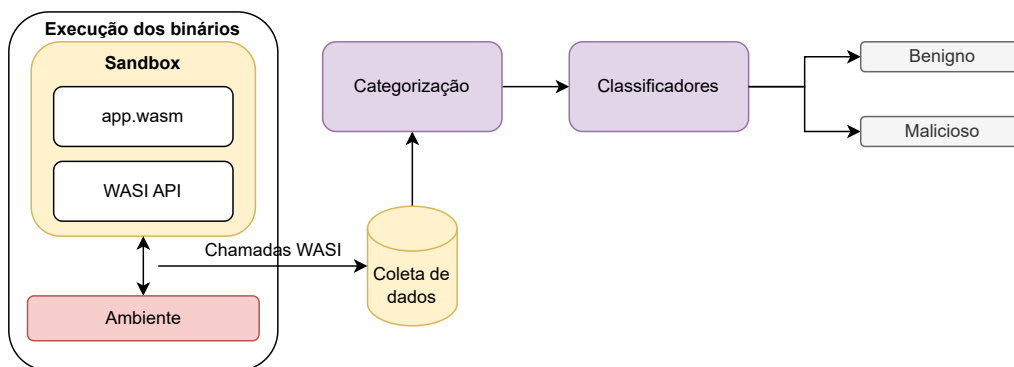 Execução dos binários
Sandbox
app.wasm
WASI API
Ambiente
Chamadas WASI
Coleta de
dados
Categorização
Classificadores
Benigno
Malicioso